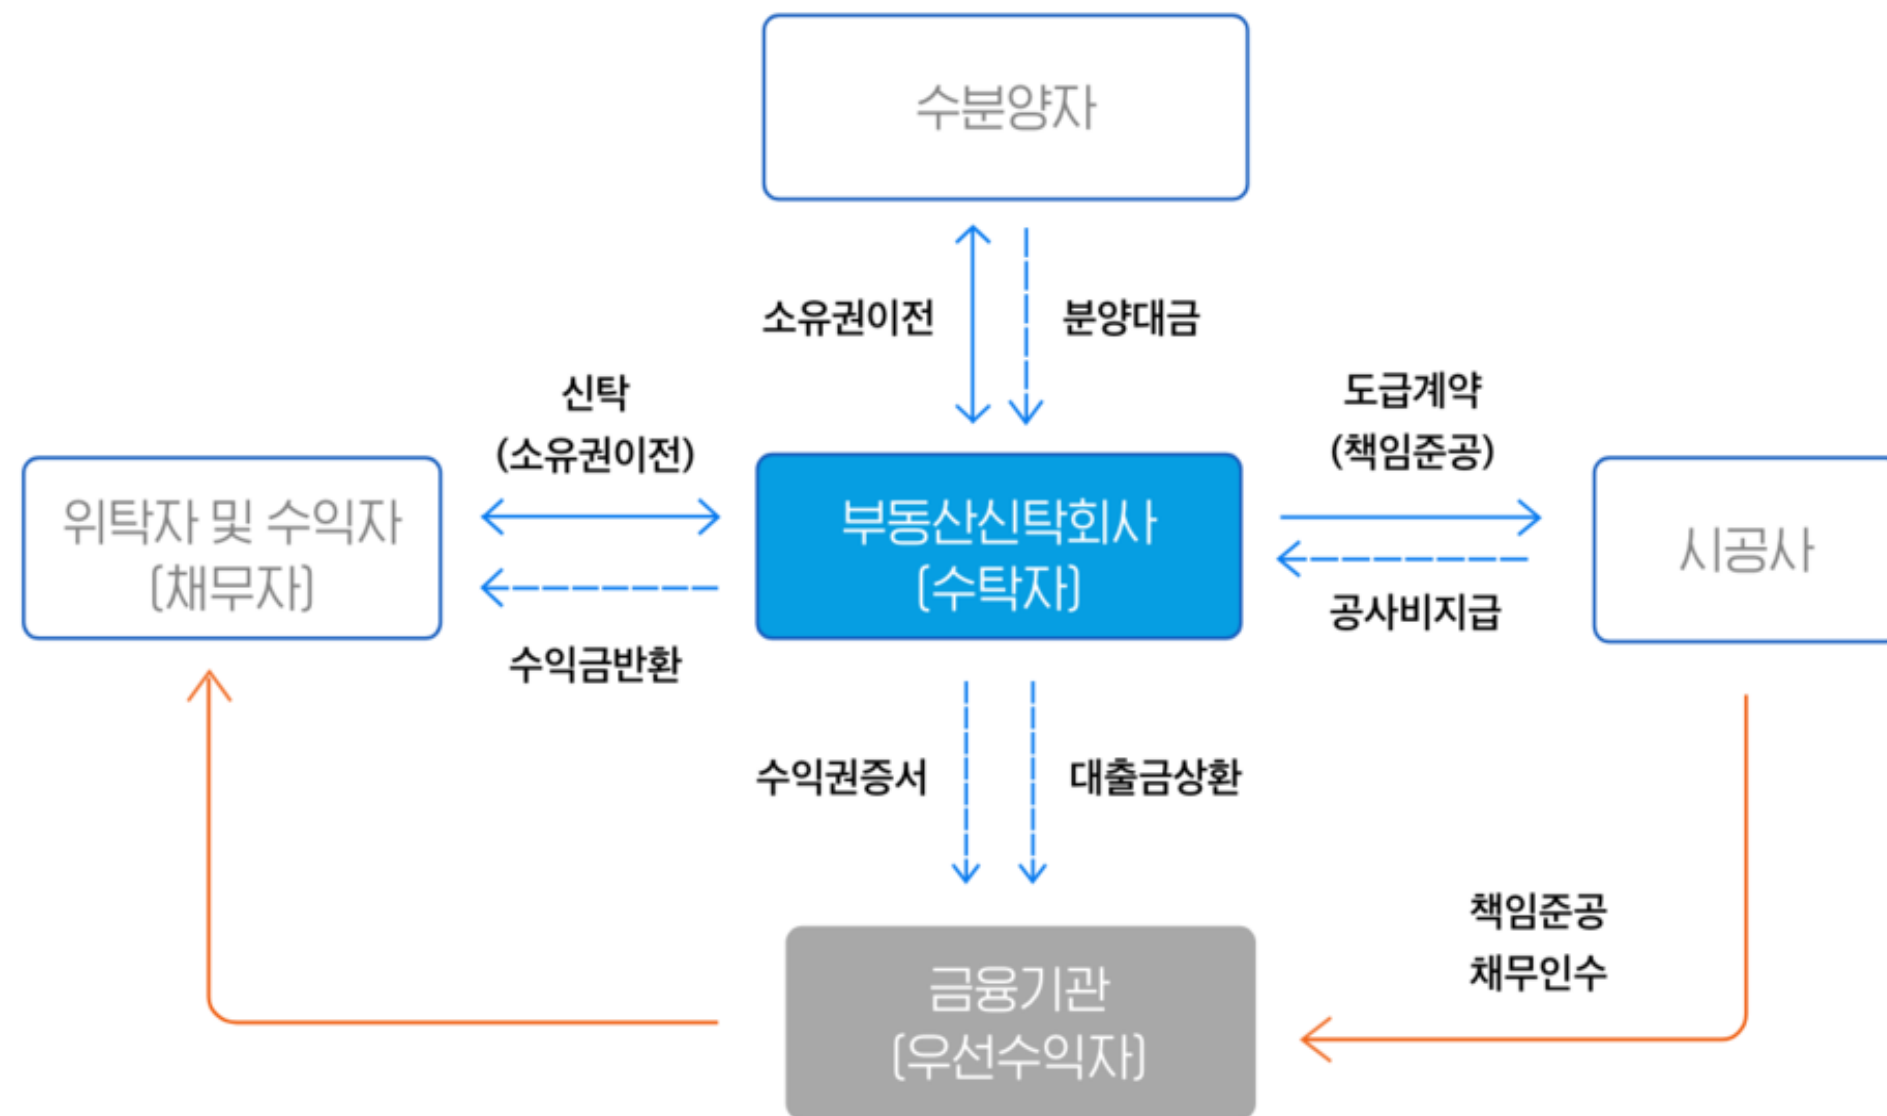 수분양자
소유권이전
분양대금
신탁
(소유권이전)
도급계약
(책임준공)
위탁자 및 수익자
(채무자)
부동산신탁회사
(수탁자)
시공사
수익금반환
공사비지급
수익권증서
대출금상환
책임준공
채무인수
금융기관
(우선수익자)